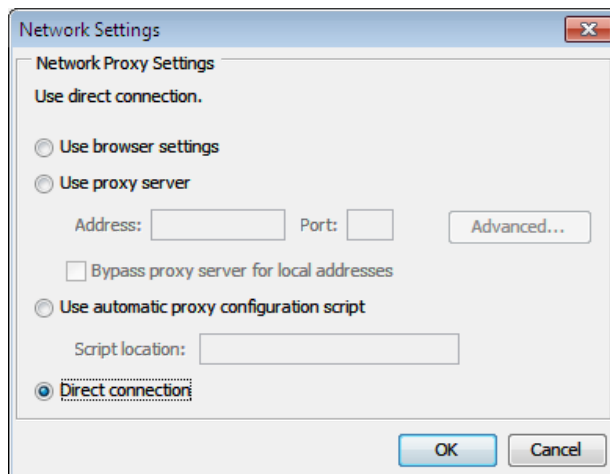 Network Settings
Network Proxy Settings
Use direct connection.
Use browser settings
Use proxy server
Address: Port: Advanced...
Bypass proxy server for local addresses
Use automatic proxy configuration script
Script location:
Direct connection
OK Cancel